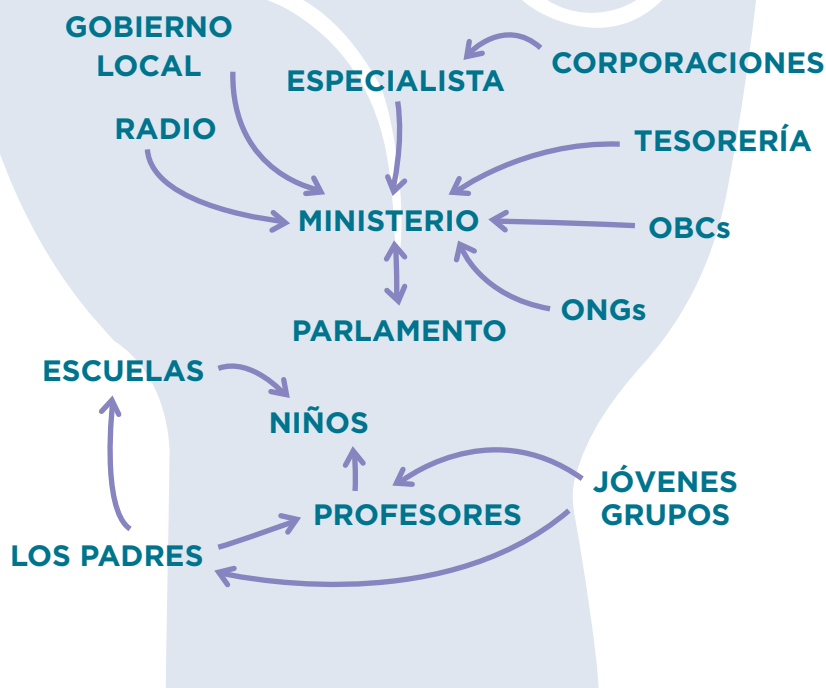 GOBIERNO
LOCAL
CORPORACIONES
ESPECIALISTA
RADIO
TESORERÍA
MINISTERIO
OBCs
ONGs
PARLAMENTO
ESCUELAS
NIÑOS
JÓVENES
GRUPOS
PROFESORES
LOS PADRES